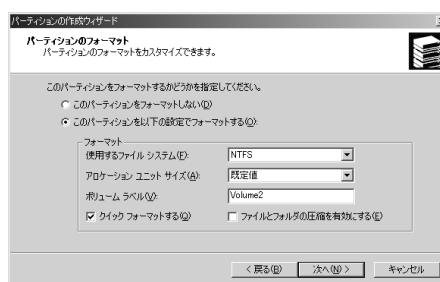 パーティションの作成ウィザード
パーティションのフォーマット
パーティションのフォーマットをカスタマイズできます。
このパーティションをフォーマットするかどうかを指定してください。
このパーティションをフォーマットしない(D)
このパーティションを以下の設定でフォーマットする(O):
フォーマット
使用するファイル システム(F): NTFS
アロケーション ユニット サイズ(A): 既定値
ボリューム ラベル(V): Volume2
クイック フォーマットする(Q) ファイルとフォルダの圧縮を有効にする(E)
< 戻る(B) 次へ(N) > キャンセル